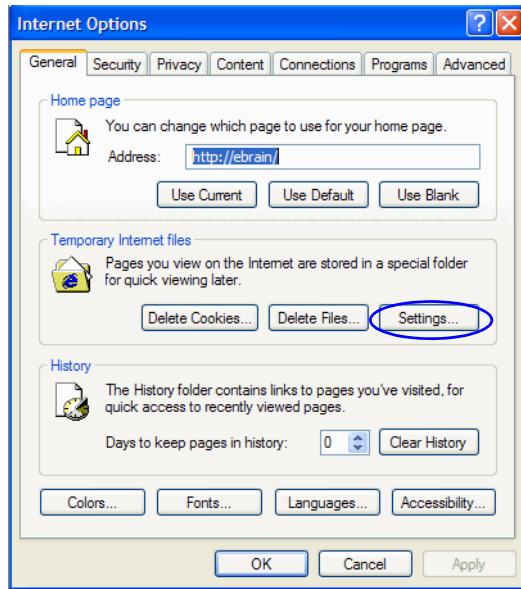 Internet Options
General Security Privacy Content Connections Programs Advanced
Home page
You can change which page to use for your home page.
Address: http://ebrain/
Use Current Use Default Use Blank
Temporary Internet files
Pages you view on the Internet are stored in a special folder
for quick viewing later.
Delete Cookies... Delete Files... Settings...
History
The History folder contains links to pages you've visited, for
quick access to recently viewed pages.
Days to keep pages in history: 0 Clear History
Colors... Fonts... Languages... Accessibility...
OK Cancel Apply